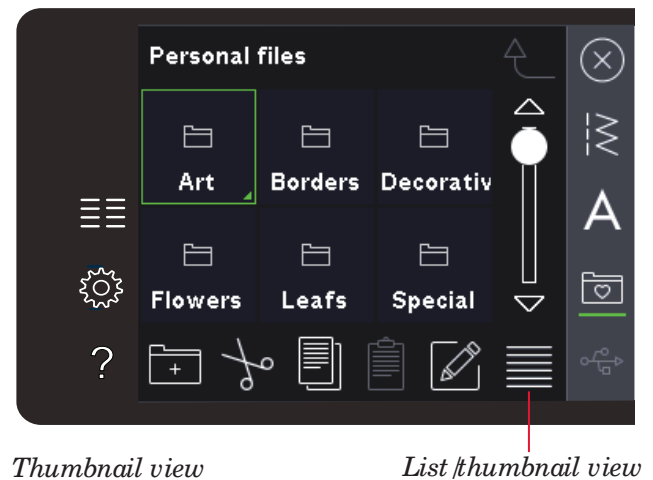 Personal files
Art Borders Decorativ
Flowers Leafs Special
A
?
Thumbnail view
List /thumbnail view